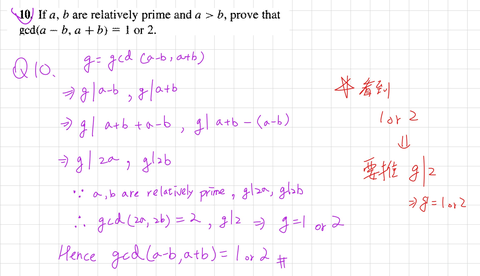 10. If a, b are relatively prime and a > b, prove that
gcd(a − b, a + b) = 1 or 2.
Q10.
g = gcd (a-b, a+b)
⇒ g|a-b , g|a+b
⇒ g| a+b+a-b , g|a+b-(a-b)
⇒ g| 2a , g|2b
∵ a,b are relatively prime , g|2a, g|2b
∴ gcd(2a, 2b) = 2 , g|2 ⇒ g=1 or 2
Hence gcd(a-b,a+b) = 1 or 2 #
* 看到
1 or 2
⇓
要推 g|2
⇒ g=1 or 2